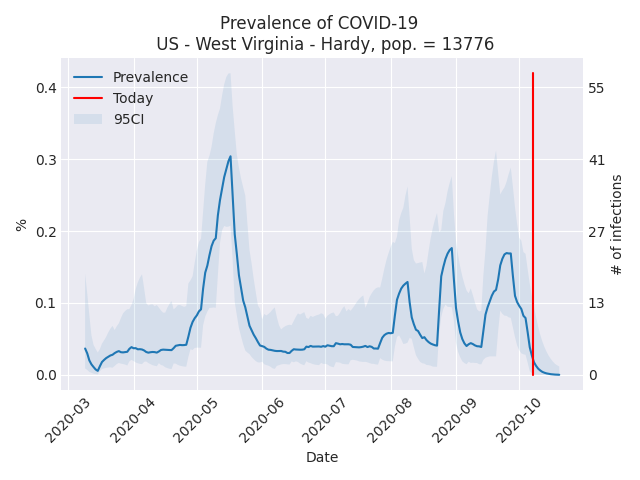 Prevalence of COVID-19
US - West Virginia - Hardy, pop. = 13776
Prevalence
Today
95CI
0.4
0.3
0.2
0.1
0.0
%
55
41
27
13
0
# of infections
2020-03
2020-04
2020-05
2020-06
2020-07
2020-08
2020-09
2020-10
Date